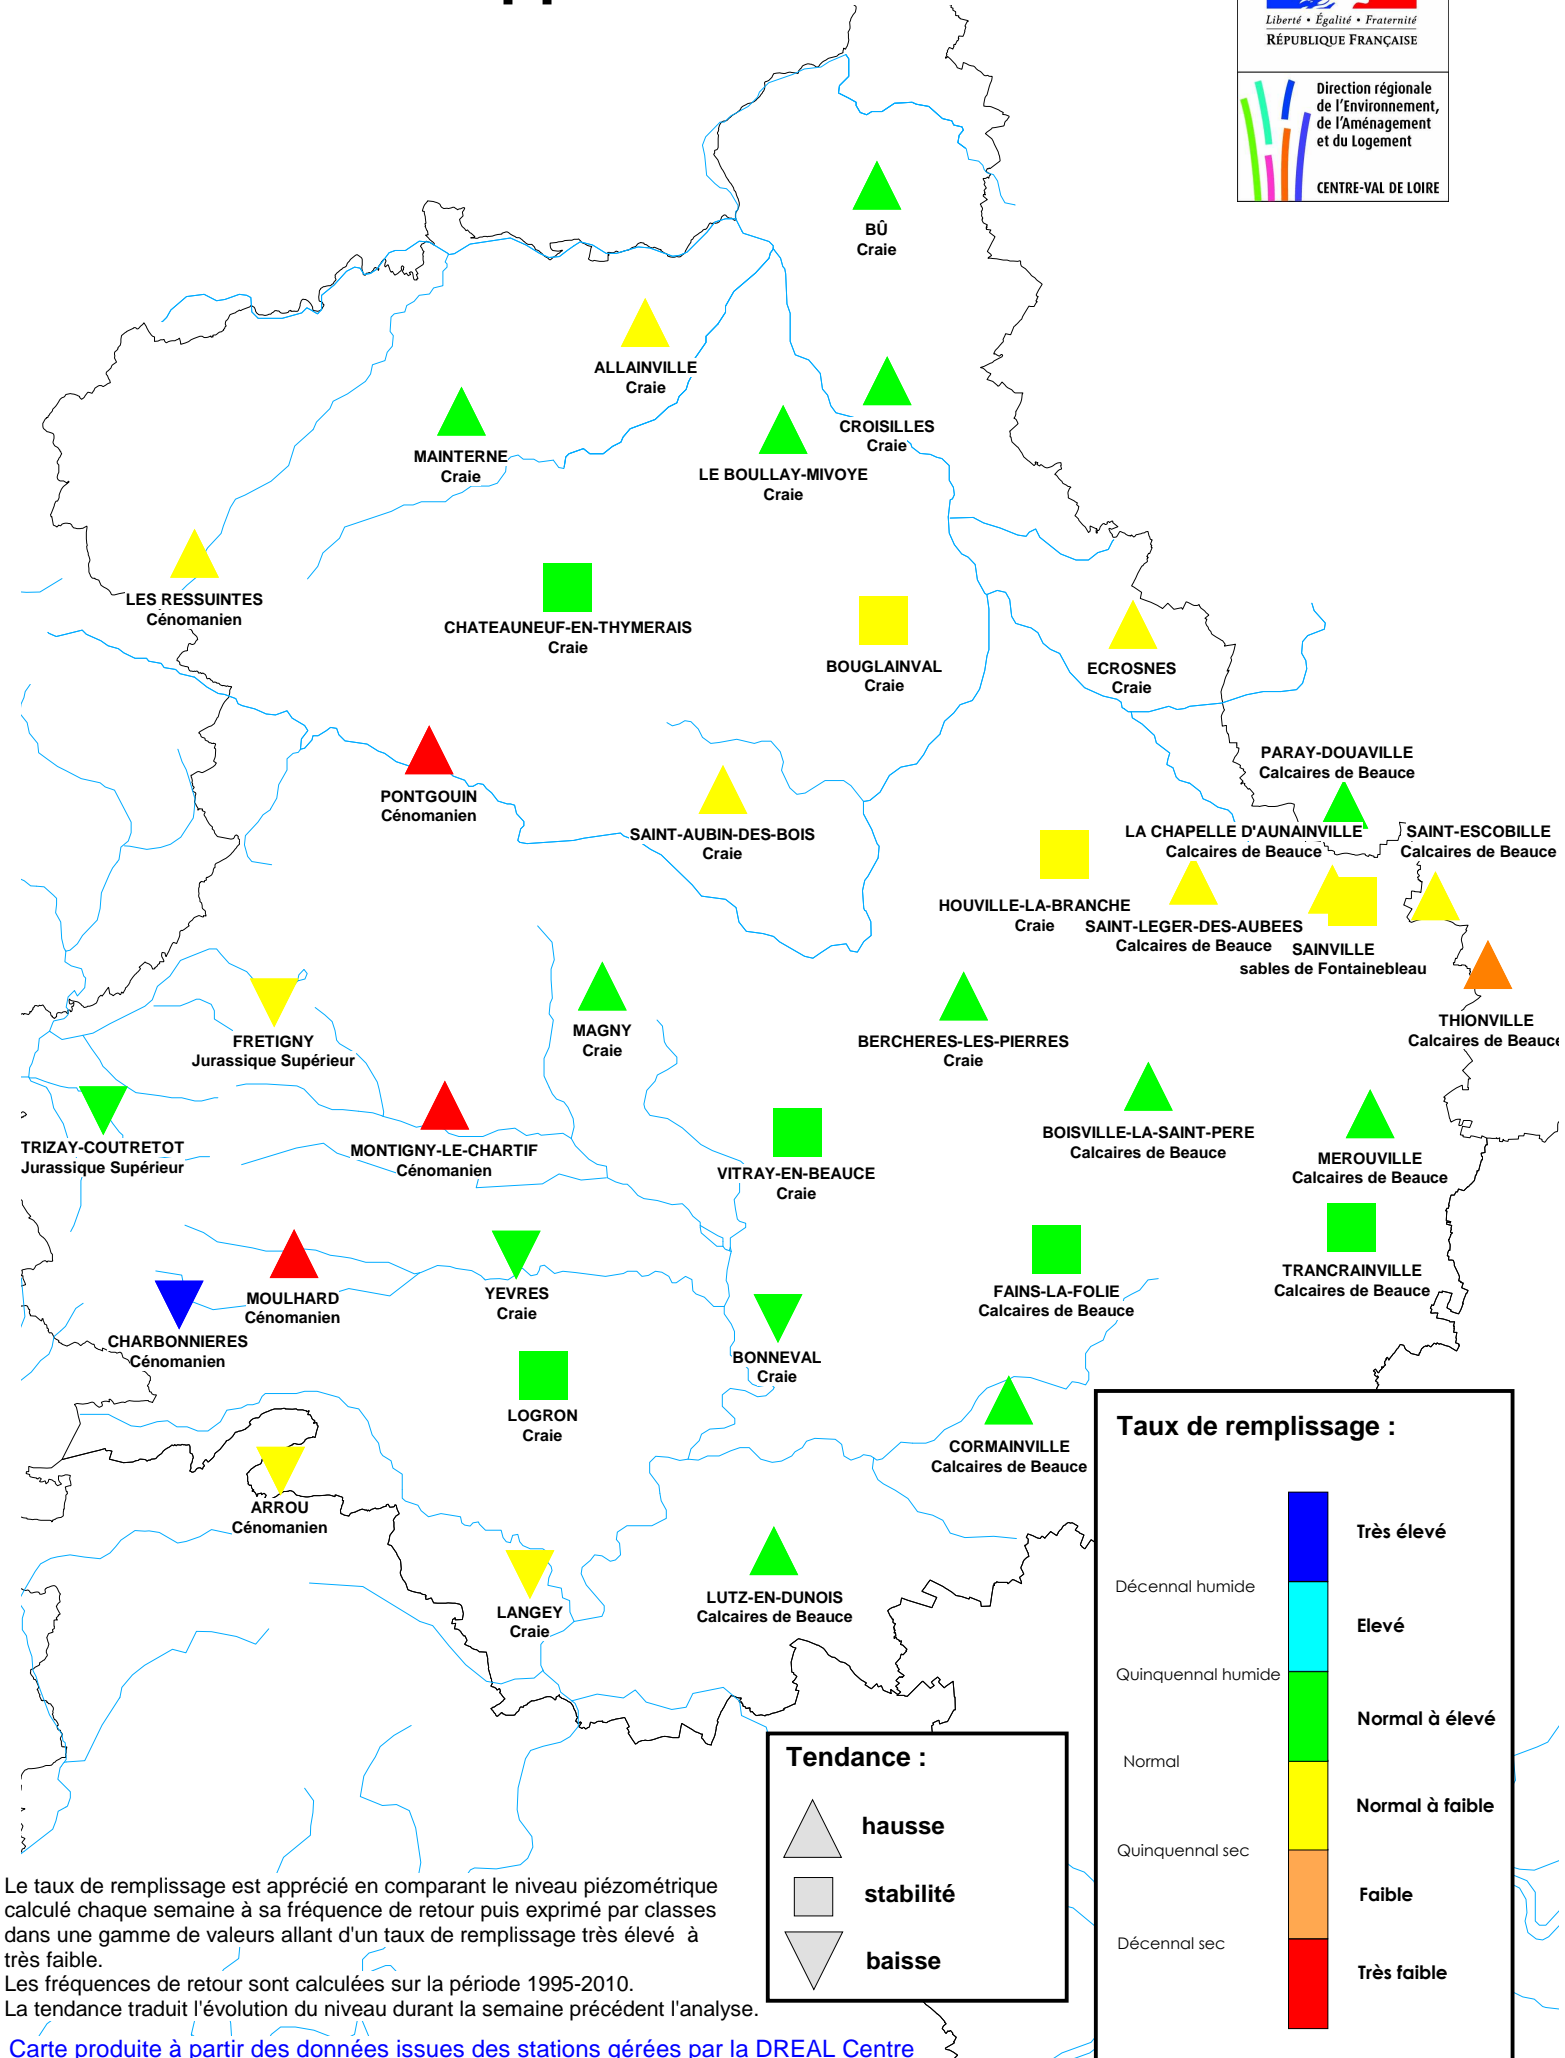 Liberté • Égalité • Fraternité
RÉPUBLIQUE FRANÇAISE
Direction régionale
de l'Environnement,
de l'Aménagement
et du Logement
CENTRE-VAL DE LOIRE
BÛ
Craie
ALLAINVILLE
Craie
CROISILLES
Craie
MAINTERNE
Craie
LE BOULLAY-MIVOYE
Craie
LES RESSUINTES
Cénomanien
CHATEAUNEUF-EN-THYMERAIS
Craie
BOUGLAINVAL
Craie
ECROSNES
Craie
PARAY-DOUAVILLE
Calcaires de Beauce
PONTGOUIN
Cénomanien
SAINT-AUBIN-DES-BOIS
Craie
LA CHAPELLE D'AUNAINVILLE
Calcaires de Beauce
SAINT-ESCOBILLE
Calcaires de Beauce
HOUVILLE-LA-BRANCHE
Craie
SAINT-LEGER-DES-AUBEES
Calcaires de Beauce
SAINVILLE
sables de Fontainebleau
THIONVILLE
Calcaires de Beauce
FRETIGNY
Jurassique Supérieur
MAGNY
Craie
BERCHERES-LES-PIERRES
Craie
TRIZAY-COUTRETOT
Jurassique Supérieur
MONTIGNY-LE-CHARTIF
Cénomanien
VITRAY-EN-BEAUCE
Craie
BOISVILLE-LA-SAINT-PERE
Calcaires de Beauce
MEROUVILLE
Calcaires de Beauce
MOULHARD
Cénomanien
YEVRES
Craie
FAINS-LA-FOLIE
Calcaires de Beauce
TRANCRAINVILLE
Calcaires de Beauce
CHARBONNIERES
Cénomanien
BONNEVAL
Craie
LOGRON
Craie
CORMAINVILLE
Calcaires de Beauce
ARROU
Cénomanien
LANGEY
Craie
LUTZ-EN-DUNOIS
Calcaires de Beauce
Taux de remplissage :
Très élevé
Décennal humide
Elevé
Quinquennal humide
Normal à élevé
Normal
Normal à faible
Quinquennal sec
Faible
Décennal sec
Très faible
Tendance :
hausse
stabilité
baisse
Le taux de remplissage est apprécié en comparant le niveau piézométrique
calculé chaque semaine à sa fréquence de retour puis exprimé par classes
dans une gamme de valeurs allant d'un taux de remplissage très élevé à
très faible.
Les fréquences de retour sont calculées sur la période 1995-2010.
La tendance traduit l'évolution du niveau durant la semaine précédent l'analyse.
Carte produite à partir des données issues des stations gérées par la DREAL Centre